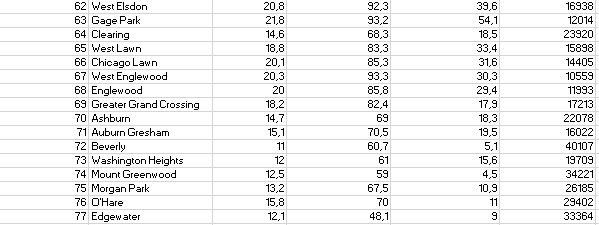 62 West Elsdon 20,8 92,3 39,6 16938
63 Gage Park 21,8 93,2 54,1 12014
64 Clearing 14,6 68,3 18,5 23920
65 West Lawn 18,8 83,3 33,4 15898
66 Chicago Lawn 20,1 85,3 31,6 14405
67 West Englewood 20,3 93,3 30,3 10559
68 Englewood 20 85,8 29,4 11993
69 Greater Grand Crossing 18,2 82,4 17,9 17213
70 Ashburn 14,7 69 18,3 22078
71 Auburn Gresham 15,1 70,5 19,5 16022
72 Beverly 11 60,7 5,1 40107
73 Washington Heights 12 61 15,6 19709
74 Mount Greenwood 12,5 59 4,5 34221
75 Morgan Park 13,2 67,5 10,9 26185
76 O'Hare 15,8 70 11 29402
77 Edgewater 12,1 48,1 9 33364